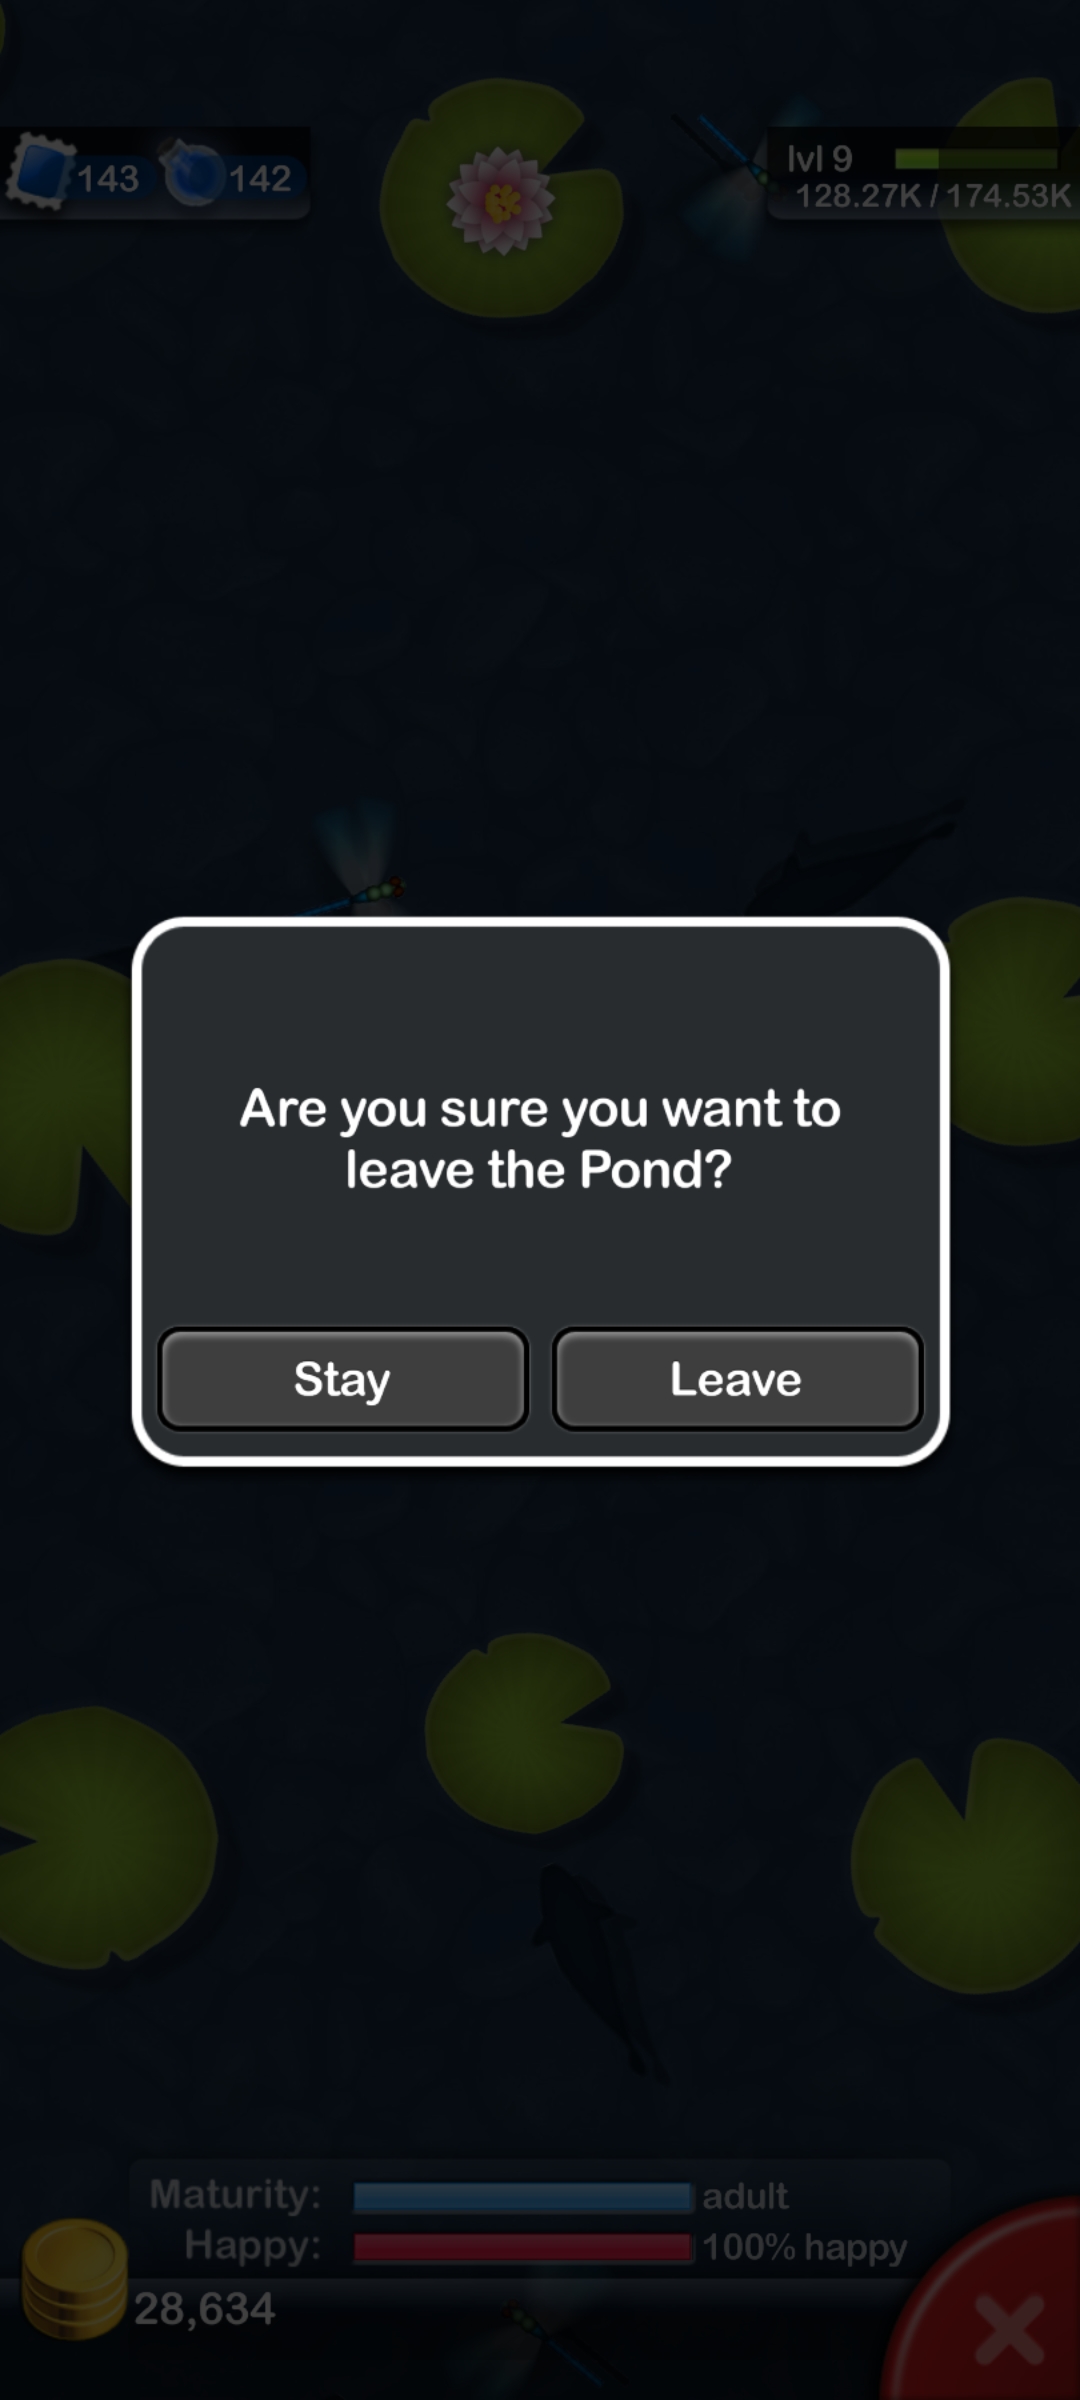 143 142
lvl 9
128.27K / 174.53K
Are you sure you want to
leave the Pond?
Stay Leave
Maturity: adult
Happy: 100% happy
28,634